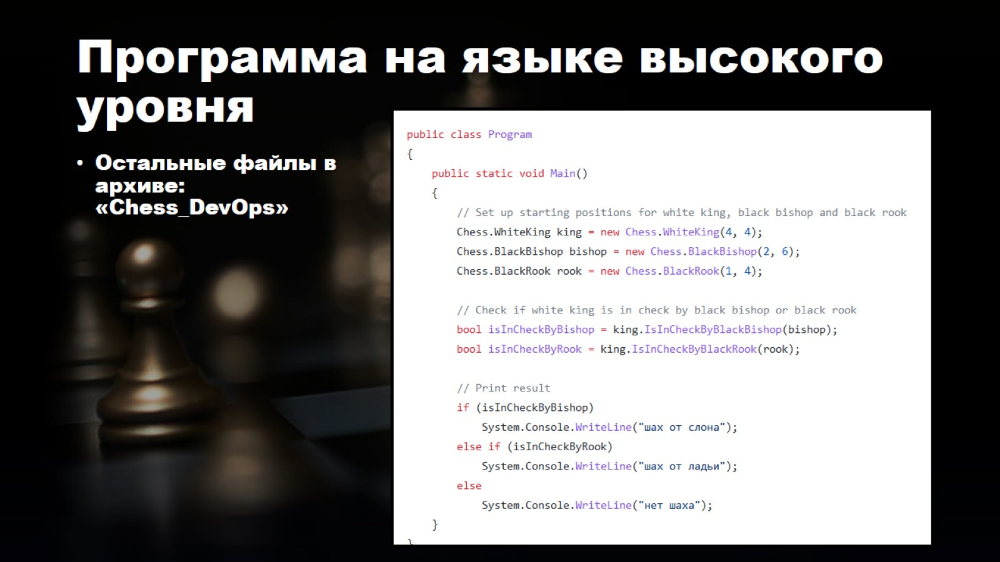 Программа на языке высокого
уровня
• Остальные файлы в
архиве:
«Chess_DevOps»
public class Program
{
    public static void Main()
    {
        // Set up starting positions for white king, black bishop and black rook
        Chess.WhiteKing king = new Chess.WhiteKing(4, 4);
        Chess.BlackBishop bishop = new Chess.BlackBishop(2, 6);
        Chess.BlackRook rook = new Chess.BlackRook(1, 4);
        // Check if white king is in check by black bishop or black rook
        bool isInCheckByBishop = king.IsInCheckByBlackBishop(bishop);
        bool isInCheckByRook = king.IsInCheckByBlackRook(rook);
        // Print result
        if (isInCheckByBishop)
            System.Console.WriteLine("шах от слона");
        else if (isInCheckByRook)
            System.Console.WriteLine("шах от ладьи");
        else
            System.Console.WriteLine("нет шаха");
    }
}